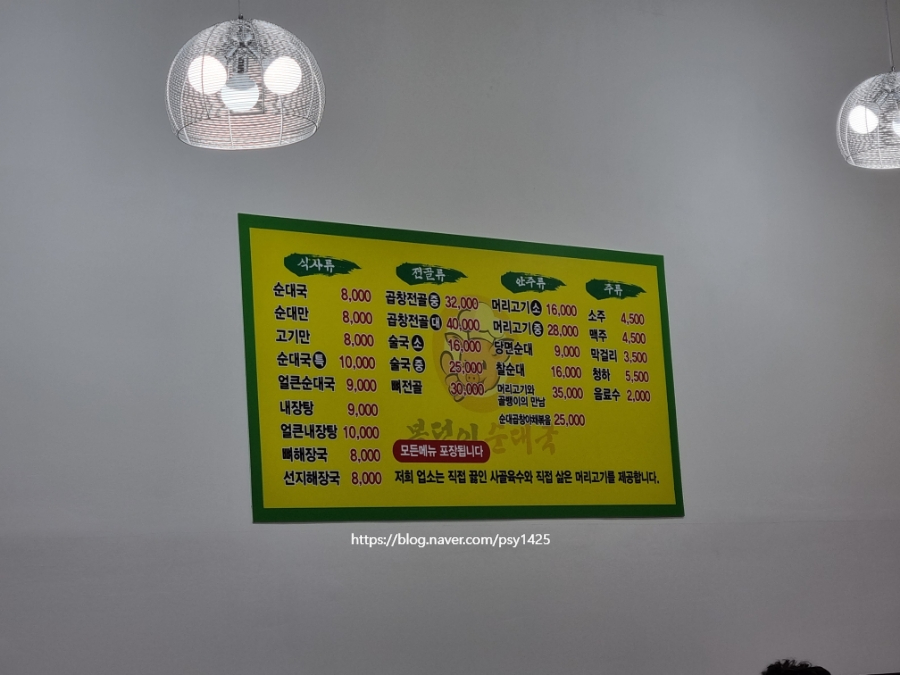 식사류
순대국 8,000
순대만 8,000
고기만 8,000
순대국 특 10,000
얼큰순대국 9,000
내장탕 9,000
얼큰내장탕 10,000
뼈해장국 8,000
선지해장국 8,000
전골류
곱창전골 중 32,000
곱창전골 대 40,000
술국 소 16,000
술국 중 25,000
뼈전골 30,000
안주류
머리고기 소 16,000
머리고기 중 28,000
당면순대 9,000
찰순대 16,000
머리고기와
골뱅이의 만남 35,000
순대곱창야채볶음 25,000
주류
소주 4,500
맥주 4,500
막걸리 3,500
청하 5,500
음료수 2,000
복덩이순대국
모든메뉴 포장됩니다
저희 업소는 직접 끓인 사골육수와 직접 삶은 머리고기를 제공합니다.
https://blog.naver.com/psy1425